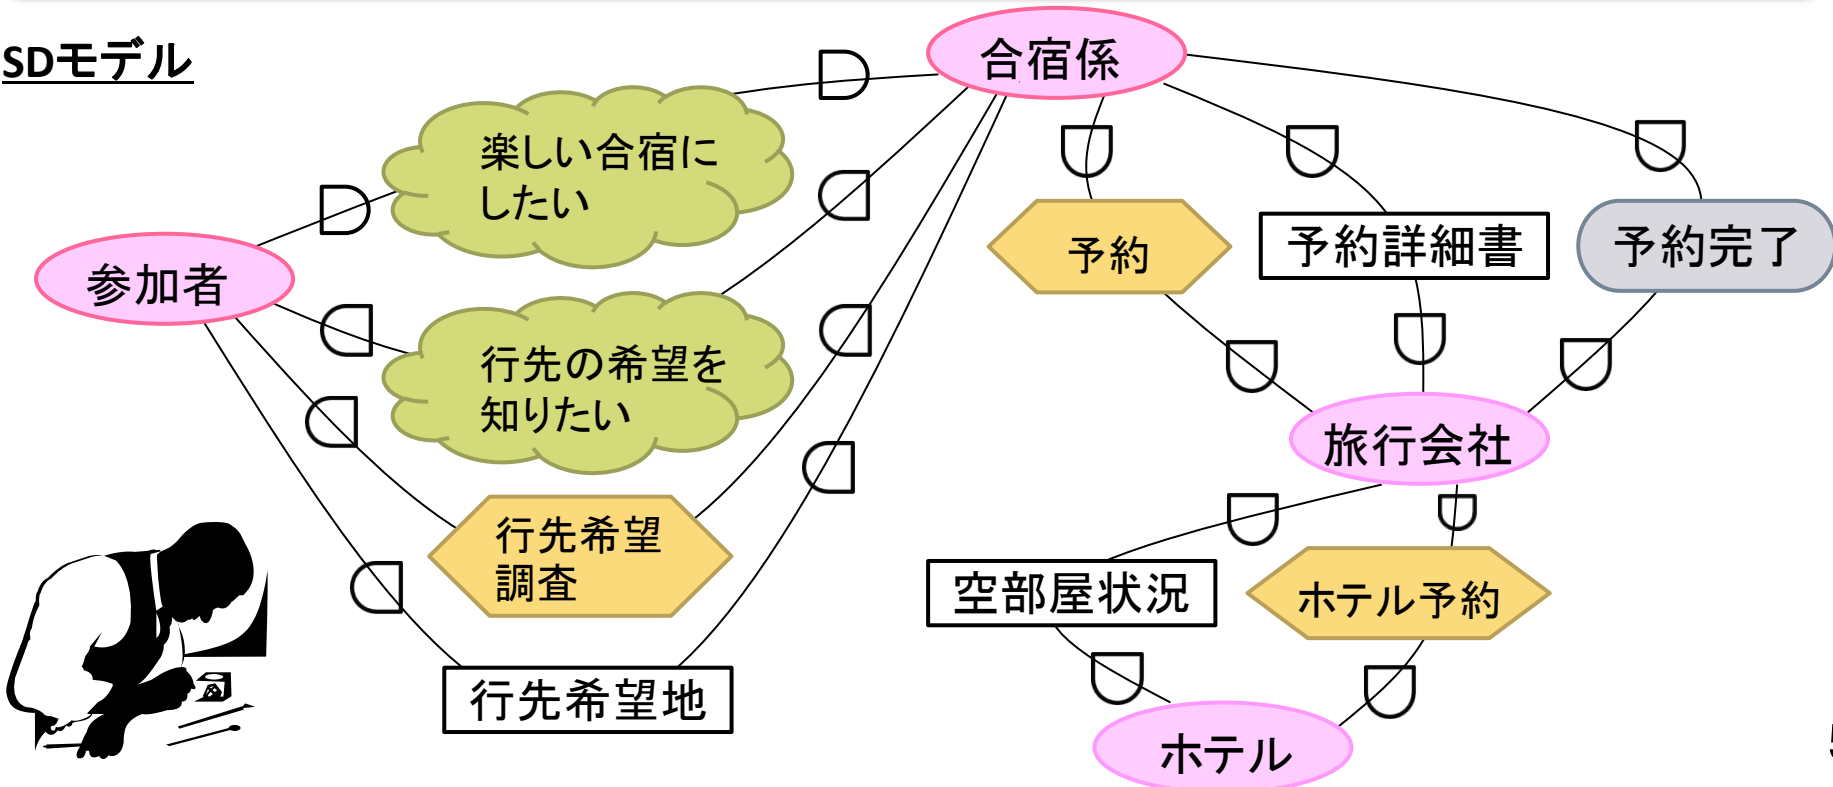 SDモデル
合宿係
楽しい合宿に
したい
参加者
予約
予約詳細書
予約完了
行先の希望を
知りたい
旅行会社
行先希望
調査
空部屋状況
ホテル予約
行先希望地
ホテル